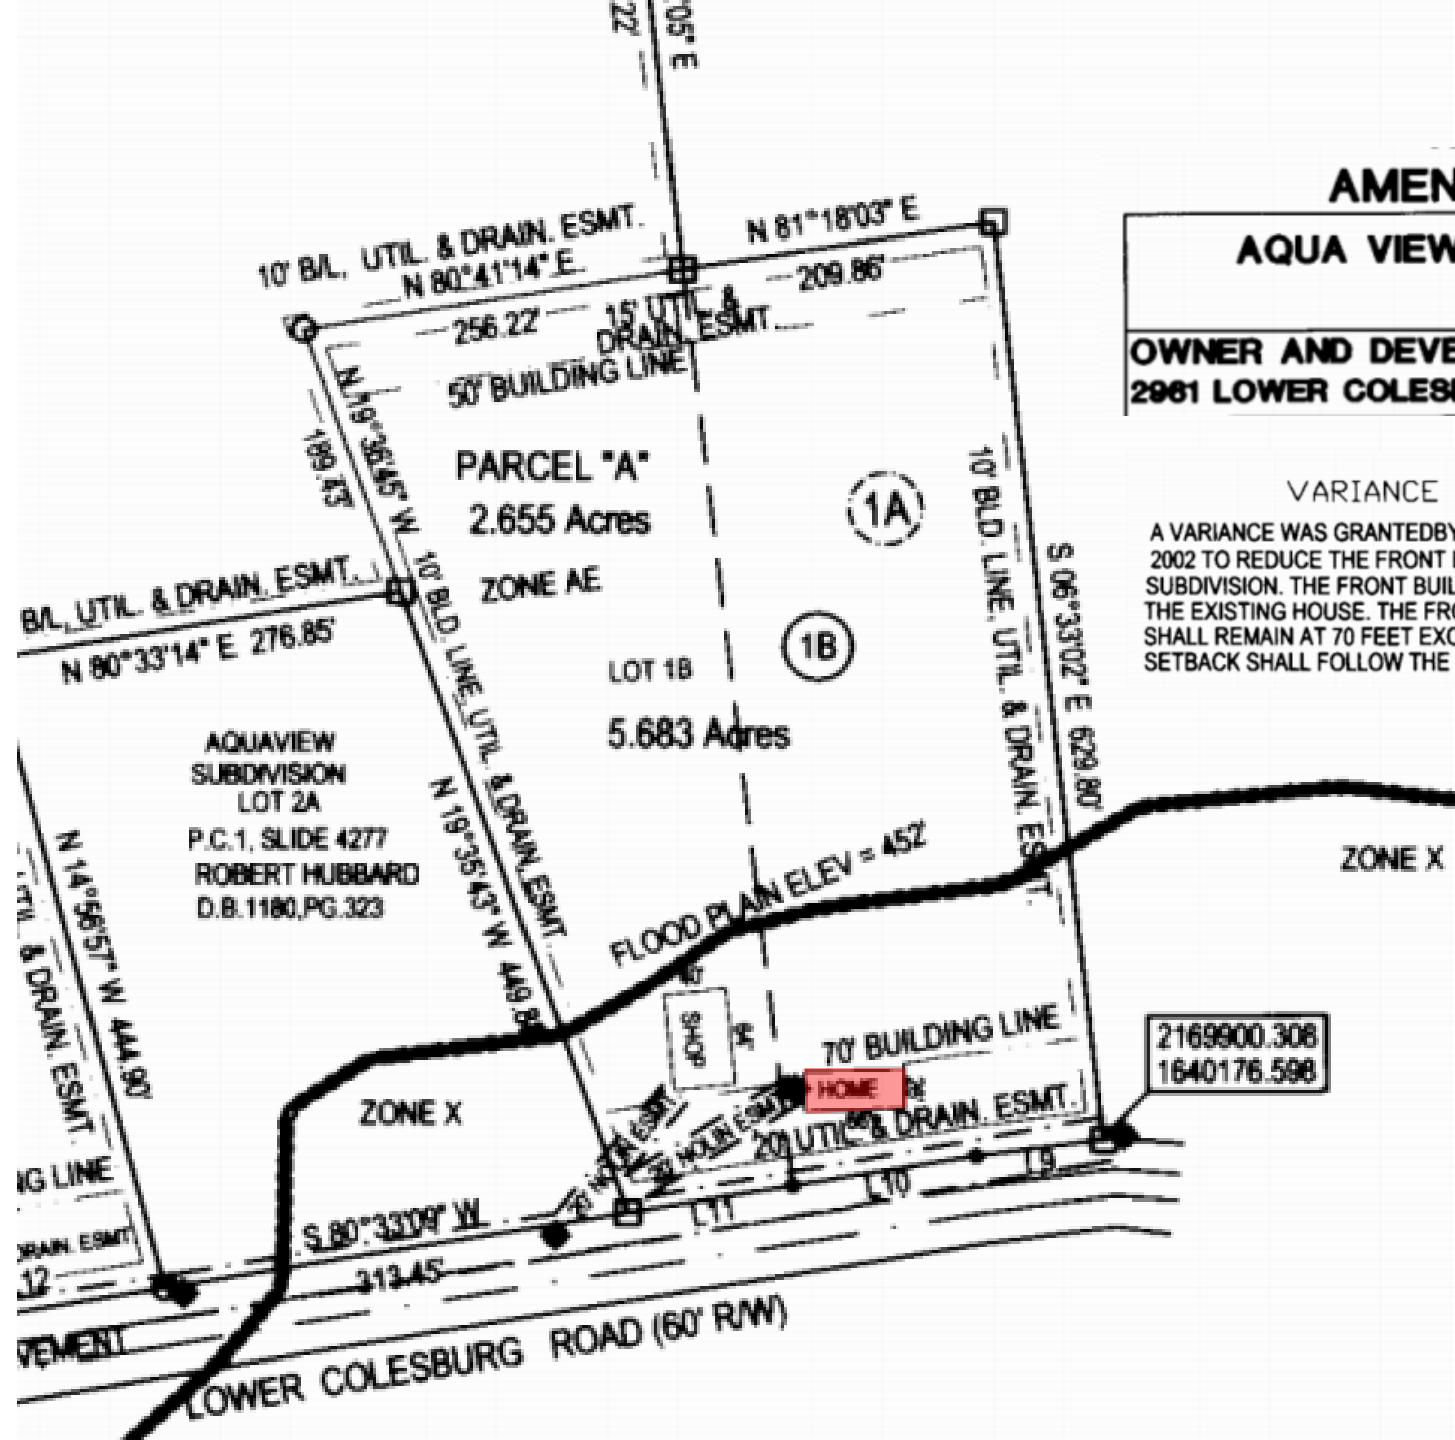 22'
05" E
10' B/L, UTIL. & DRAIN. ESMT.
N 80°41'14" E
256.22'
N 81°18'03" E
209.86'
15' UTIL &
DRAIN. ESMT.
50' BUILDING LINE
AMEN
AQUA VIEW
OWNER AND DEVE
2961 LOWER COLES
N 19°36'45" W
189.43'
PARCEL "A"
2.655 Acres
ZONE AE
1A
1B
LOT 1B
5.683 Acres
VARIANCE
A VARIANCE WAS GRANTEDBY
2002 TO REDUCE THE FRONT
SUBDIVISION. THE FRONT BUIL
THE EXISTING HOUSE. THE FRO
SHALL REMAIN AT 70 FEET EXC
SETBACK SHALL FOLLOW THE
10' BLD. LINE, UTIL. & DRAIN. ESMT.
S 06°33'02" E 629.80'
B/L, UTIL. & DRAIN. ESMT.
N 80°33'14" E 276.85'
10' BLD. LINE, UTIL. & DRAIN. ESMT.
N 19°35'43" W 449.8
AQUAVIEW
SUBDIVISION
LOT 2A
P.C.1, SLIDE 4277
ROBERT HUBBARD
D.B.1180,PG.323
N 14°56'57" W 444.90'
UTIL. & DRAIN. ESMT.
FLOOD PLAIN ELEV = 452'
ZONE X
SHOP
70' BUILDING LINE
HOME
20' UTIL & DRAIN. ESMT.
2169900.308
1640176.598
ZONE X
NG LINE
DRAIN. ESMT
L12
S 80°33'09" W
313.45'
L11
L10
L9
VEMENT
LOWER COLESBURG ROAD (60' R/W)